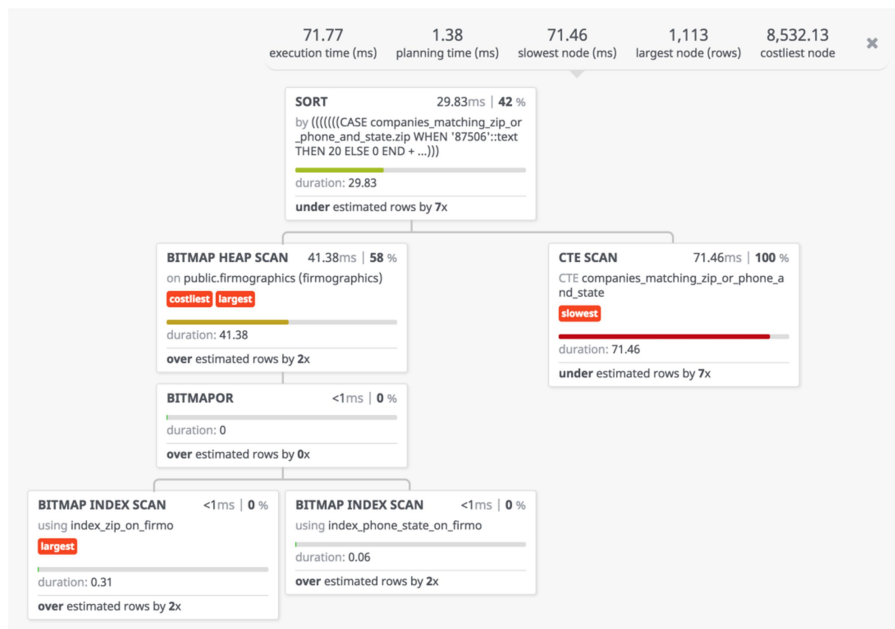 71.77 1.38 71.46 1,113 8,532.13
execution time (ms) planning time (ms) slowest node (ms) largest node (rows) costliest node
SORT 29.83ms | 42 %
by (((((((CASE companies_matching_zip_or
_phone_and_state.zip WHEN '87506'::text
THEN 20 ELSE 0 END + ...)))
duration: 29.83
under estimated rows by 7x
BITMAP HEAP SCAN 41.38ms | 58 %
on public.firmographics (firmographics)
costliest largest
duration: 41.38
over estimated rows by 2x
CTE SCAN 71.46ms | 100 %
CTE companies_matching_zip_or_phone_a
nd_state
slowest
duration: 71.46
under estimated rows by 7x
BITMAPOR <1ms | 0 %
duration: 0
over estimated rows by 0x
BITMAP INDEX SCAN <1ms | 0 %
using index_zip_on_firmo
largest
duration: 0.31
over estimated rows by 2x
BITMAP INDEX SCAN <1ms | 0 %
using index_phone_state_on_firmo
duration: 0.06
over estimated rows by 2x